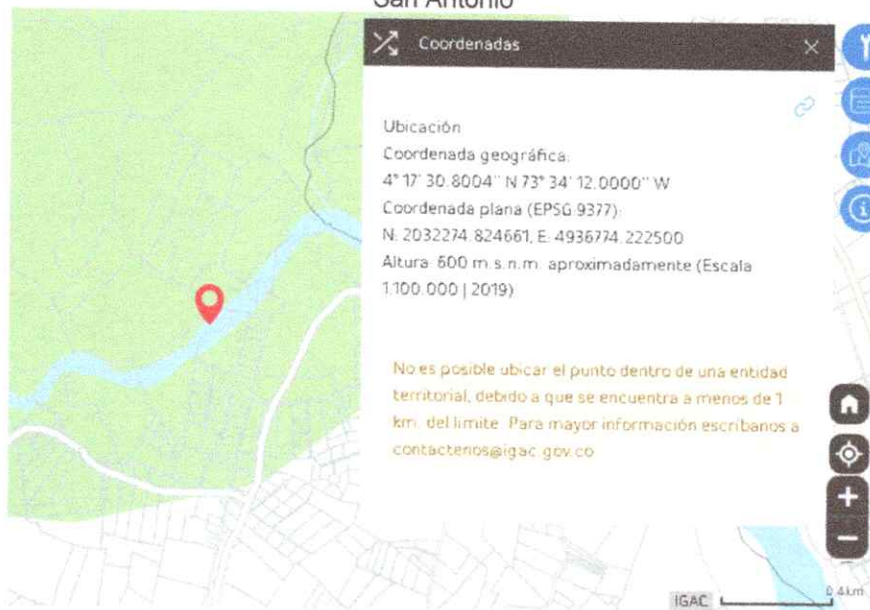 San Antonio
Coordenadas
Ubicación
Coordenada geográfica:
4° 17' 30.8004'' N 73° 34' 12.0000'' W
Coordenada plana (EPSG:9377):
N: 2032274.824661, E: 4936774.222500
Altura: 600 m.s.n.m. aproximadamente (Escala
1:100.000 | 2019)
No es posible ubicar el punto dentro de una entidad
territorial, debido a que se encuentra a menos de 1
km. del limite. Para mayor información escríbanos a
contactenos@igac.gov.co
IGAC
0.4km